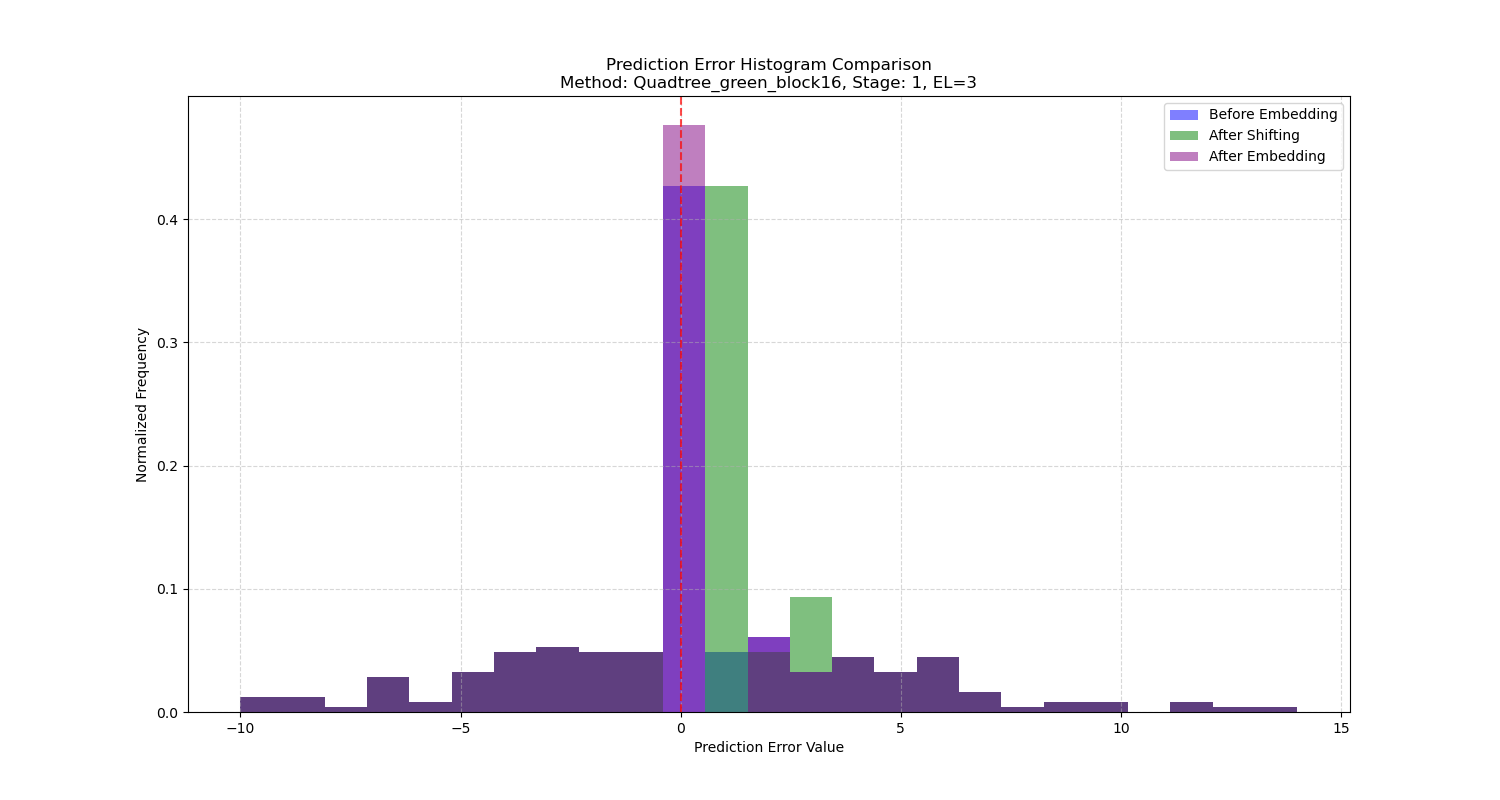 Prediction Error Histogram Comparison
Method: Quadtree_green_block16, Stage: 1, EL=3
Before Embedding
After Shifting
After Embedding
Normalized Frequency
0.4
0.3
0.2
0.1
0.0
−10
−5
0
5
10
15
Prediction Error Value